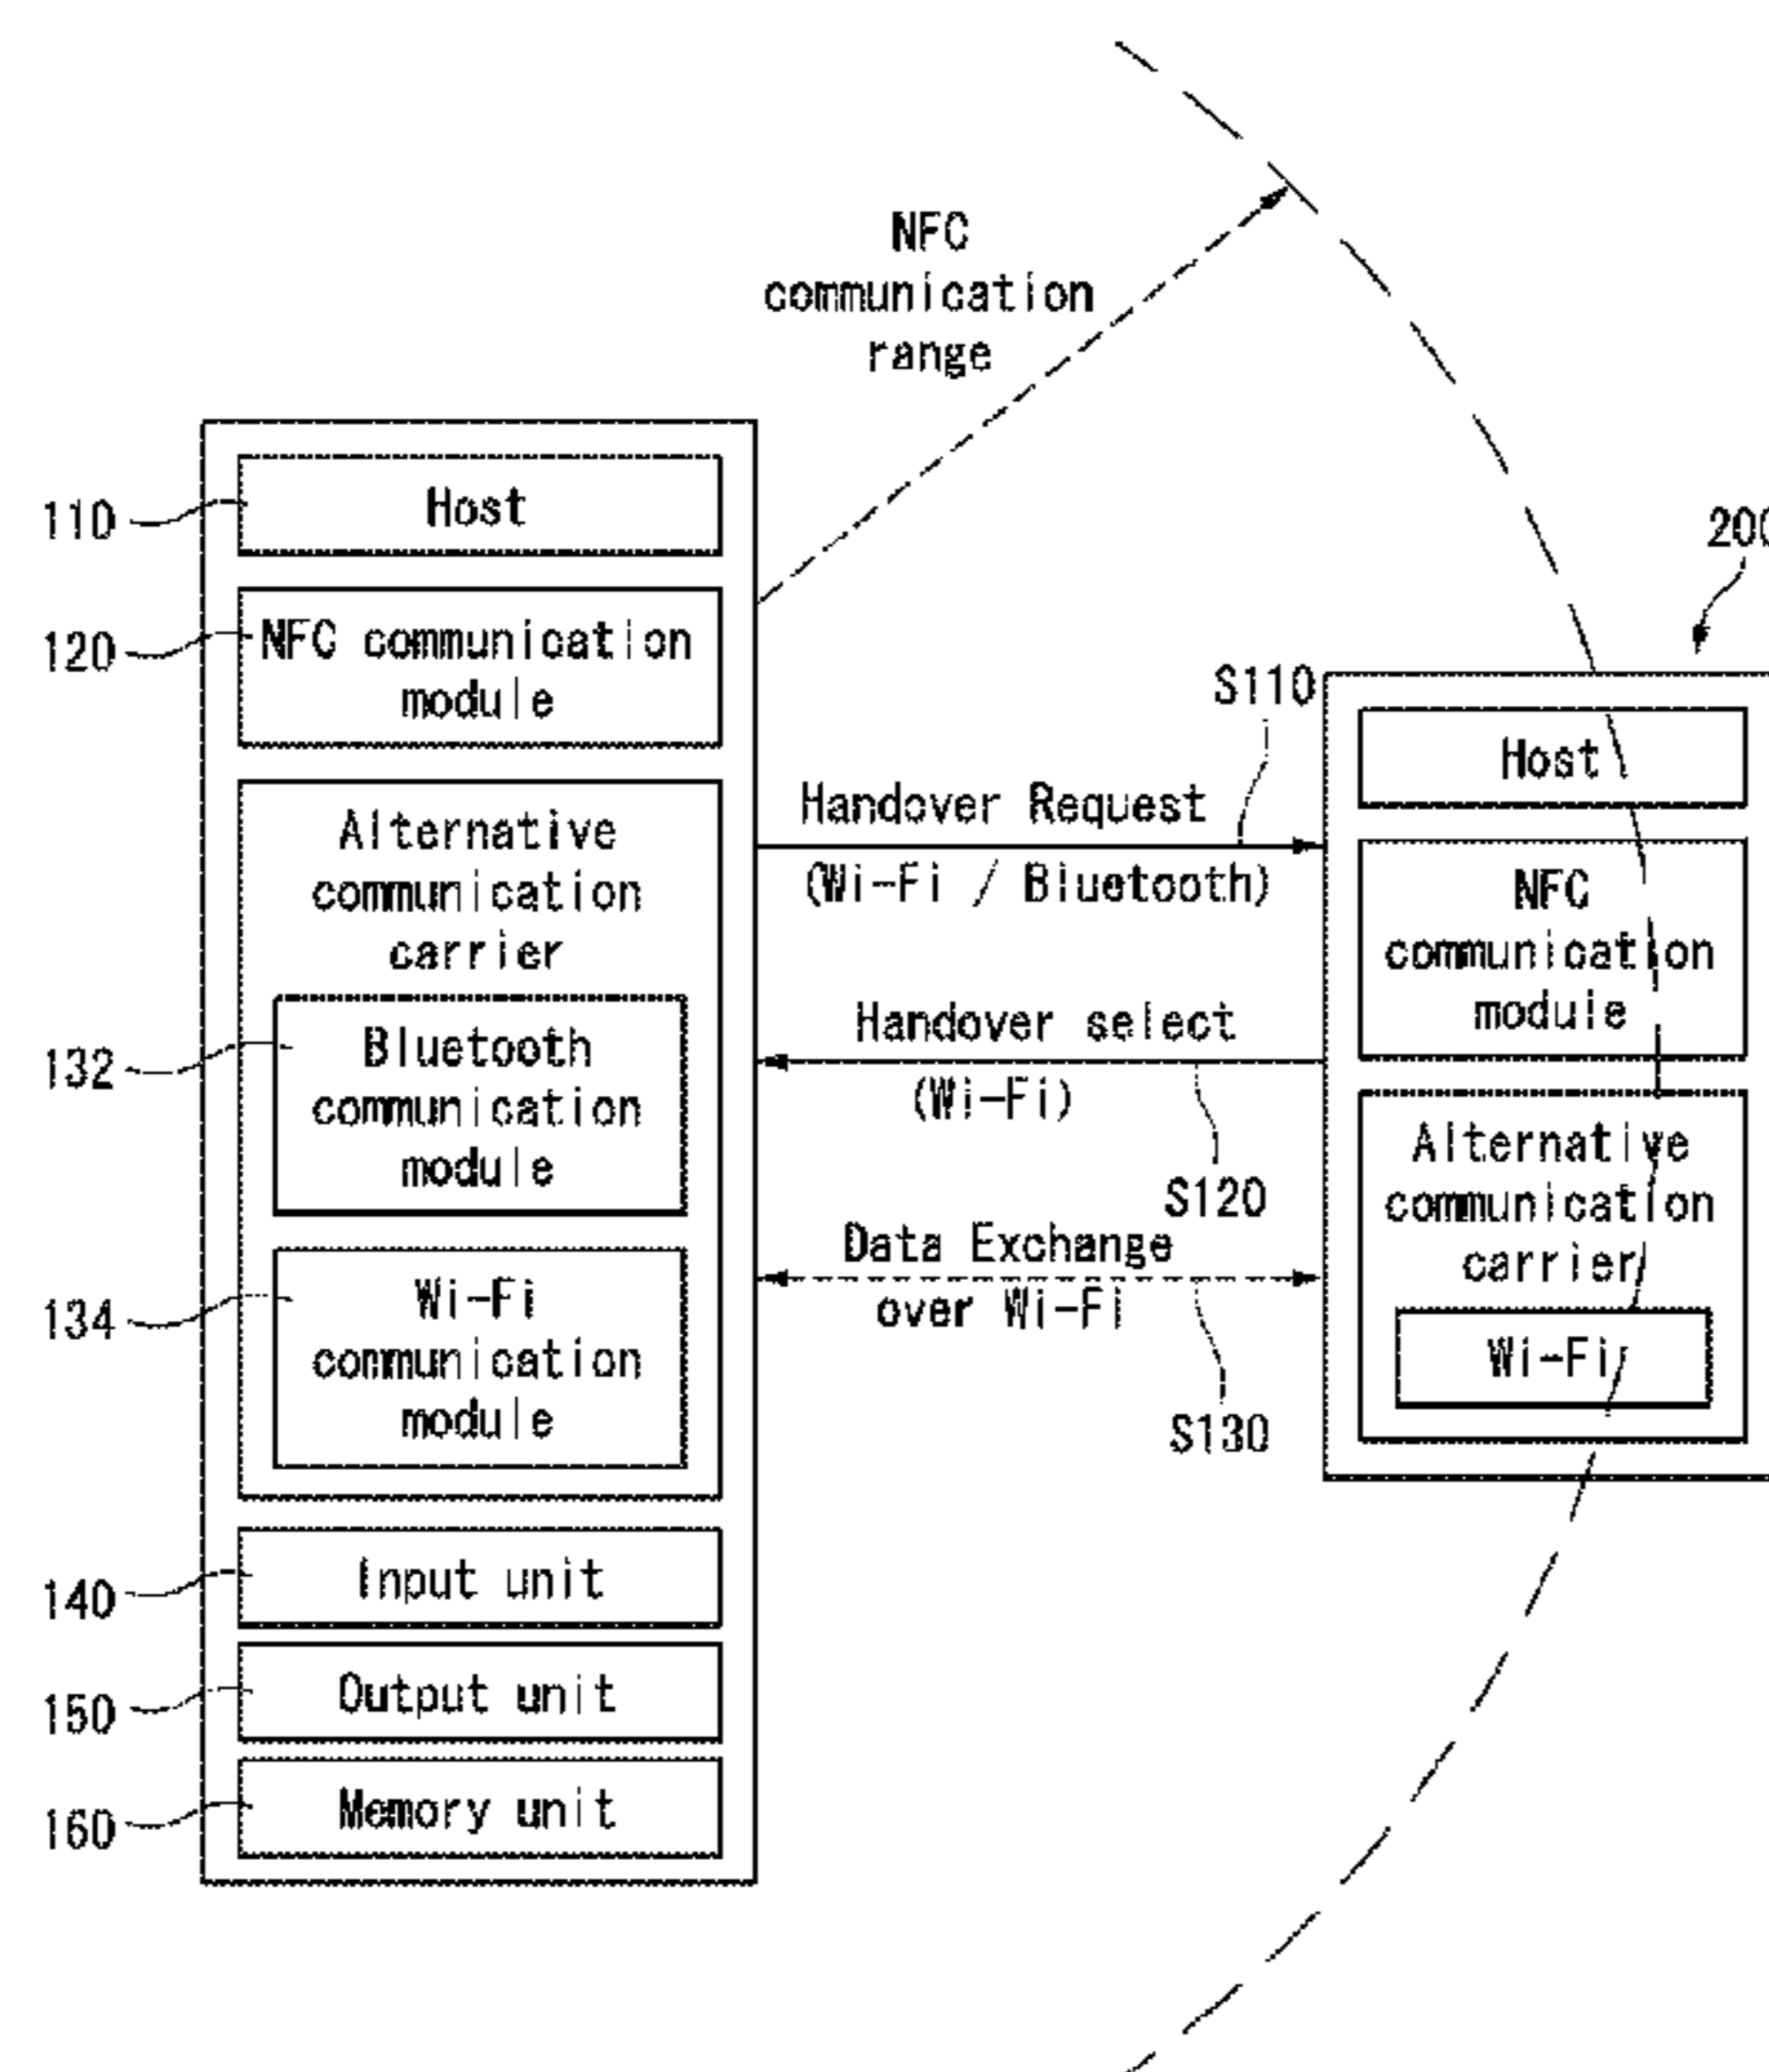 NFC
communication
range
110
Host
120
NFC communication
module
Alternative
communication
carrier
132
Bluetooth
communication
module
134
Wi-Fi
communication
module
140
Input unit
150
Output unit
160
Memory unit
S110
Handover Request
(Wi-Fi / Bluetooth)
Handover select
(Wi-Fi)
S120
Data Exchange
over Wi-Fi
S130
200
Host
NFC
communication
module
Alternative
communication
carrier
Wi-Fi